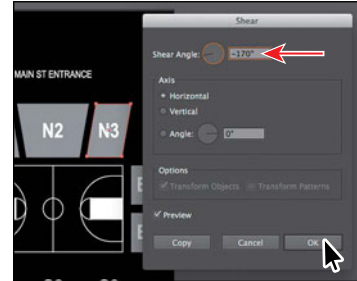 Shear
Shear Angle: -170°
MAIN ST ENTRANCE
Axis
Horizontal
Vertical
Angle: 0°
N2 N3
Options
Transform Objects Transform Patterns
Preview
Copy Cancel OK